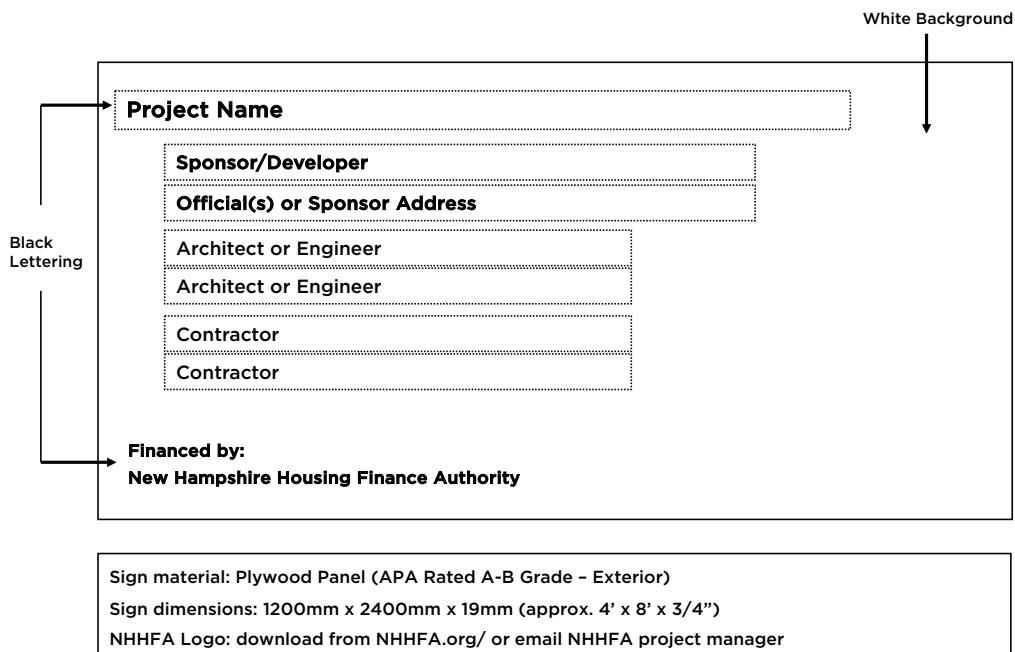 White Background
Project Name
Sponsor/Developer
Official(s) or Sponsor Address
Black
Lettering
Architect or Engineer
Architect or Engineer
Contractor
Contractor
Financed by:
New Hampshire Housing Finance Authority
Sign material: Plywood Panel (APA Rated A-B Grade – Exterior)
Sign dimensions: 1200mm x 2400mm x 19mm (approx. 4’ x 8’ x 3/4”)
NHHFA Logo: download from NHHFA.org/ or email NHHFA project manager